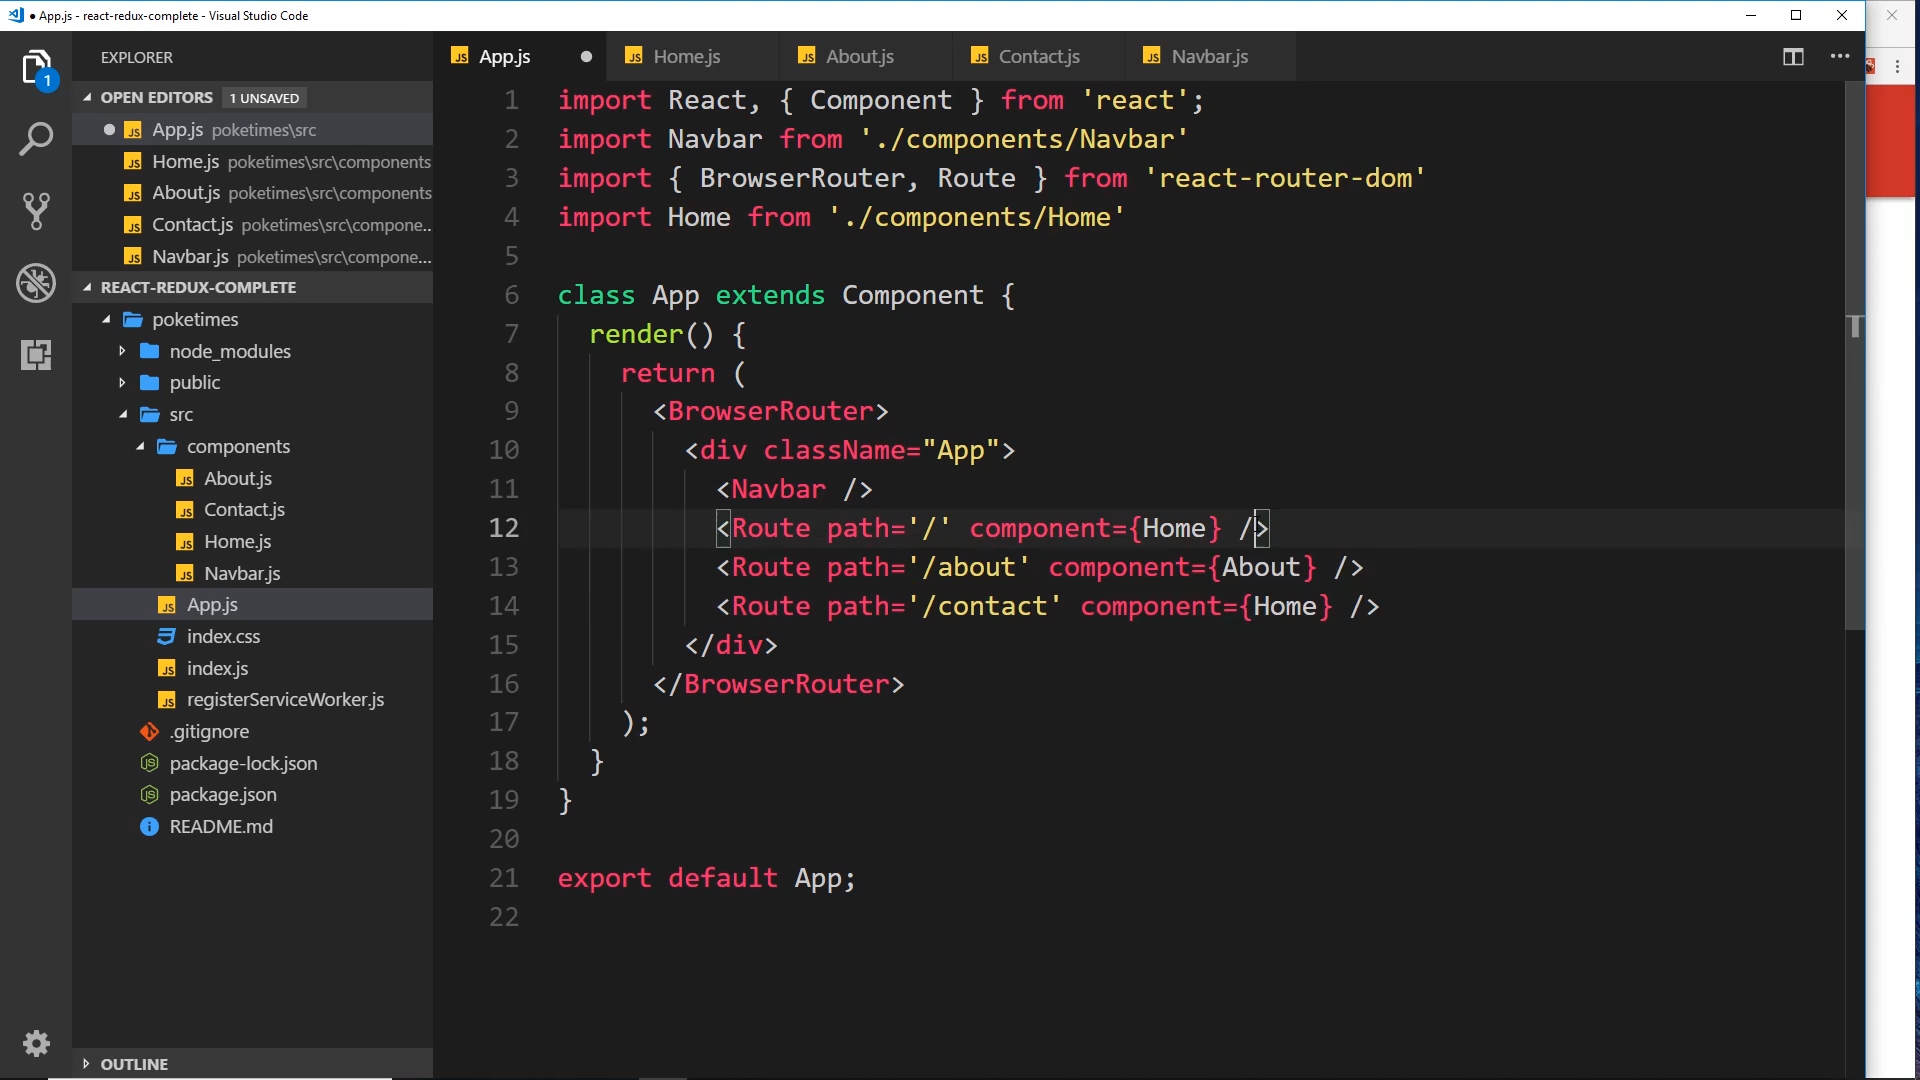 App.js - react-redux-complete - Visual Studio Code
EXPLORER
1
OPEN EDITORS 1 UNSAVED
App.js poketimes\src
Home.js poketimes\src\components
About.js poketimes\src\components
Contact.js poketimes\src\compone...
Navbar.js poketimes\src\compone...
REACT-REDUX-COMPLETE
poketimes
node_modules
public
src
components
About.js
Contact.js
Home.js
Navbar.js
App.js
index.css
index.js
registerServiceWorker.js
.gitignore
package-lock.json
package.json
README.md
OUTLINE
App.js Home.js About.js Contact.js Navbar.js
1 import React, { Component } from 'react';
2 import Navbar from './components/Navbar'
3 import { BrowserRouter, Route } from 'react-router-dom'
4 import Home from './components/Home'
5
6 class App extends Component {
7 render() {
8 return (
9 <BrowserRouter>
10 <div className="App">
11 <Navbar />
12 <Route path='/' component={Home} />
13 <Route path='/about' component={About} />
14 <Route path='/contact' component={Home} />
15 </div>
16 </BrowserRouter>
17 );
18 }
19 }
20
21 export default App;
22